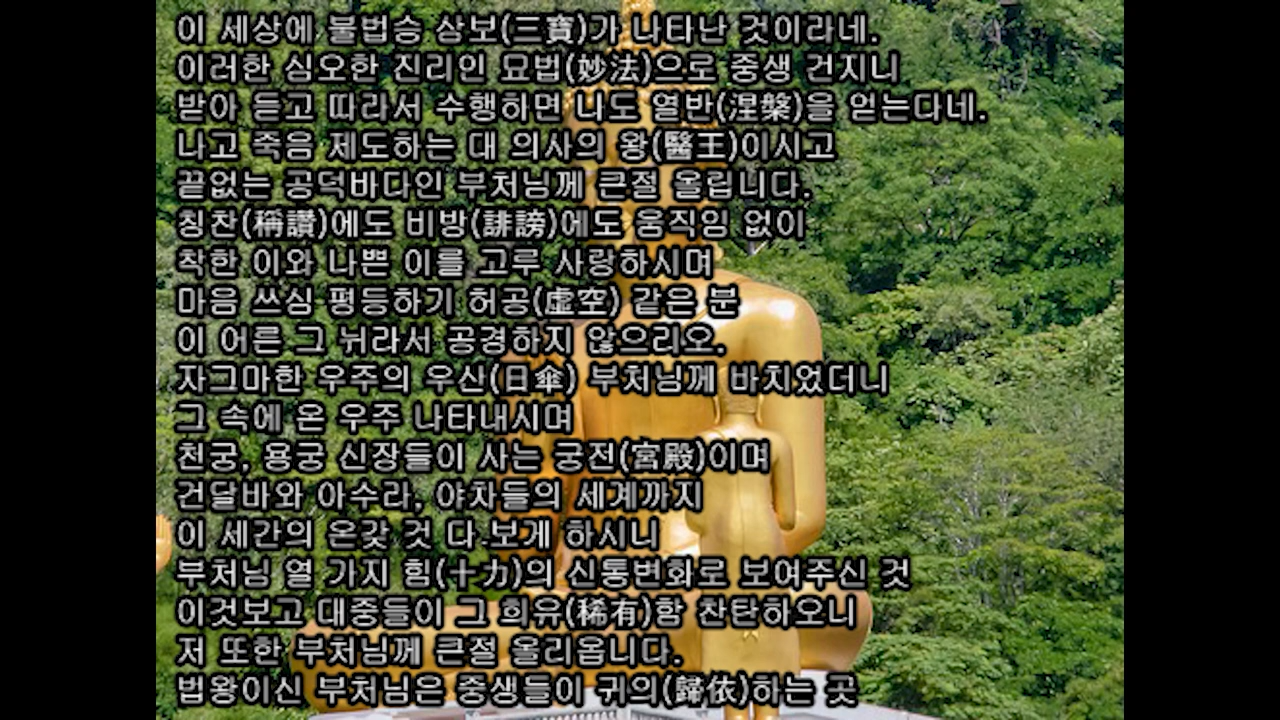 이 세상에 불법승 삼보(三寶)가 나타난 것이라네.
이러한 심오한 진리인 묘법(妙法)으로 중생 건지니
받아 듣고 따라서 수행하면 니도 열반(涅槃)을 얻는다네.
나고 죽음 제도하는 대 의사의 왕(醫王)이시고
끝없는 공덕바다인 부처님께 큰절 올립니다.
칭찬(稱讚)에도 비방(誹謗)에도 움직임 없이
착한 이와 나쁜 이를 고루 사랑하시며
마음 쓰심 평등하기 허공(虛空) 같은 분
이 어른 그 뉘라서 공경하지 않으리오.
자그마한 우주의 우신(日傘) 부처님께 바치었더니
그 속에 온 우주 나타내시며
천궁, 용궁 신장들이 사는 궁전(宮殿)이며
건달바와 아수라, 야차들의 세계까지
이 세간의 온갖 것 다 보게 하시니
부처님 열 가지 힘(十力)의 신통변화로 보여주신 것
이것보고 대중들이 그 희유(稀有)함 찬탄하오니
저 또한 부처님께 큰절 올리옵니다.
법왕이신 부처님은 중생들이 귀의(歸依)하는 곳